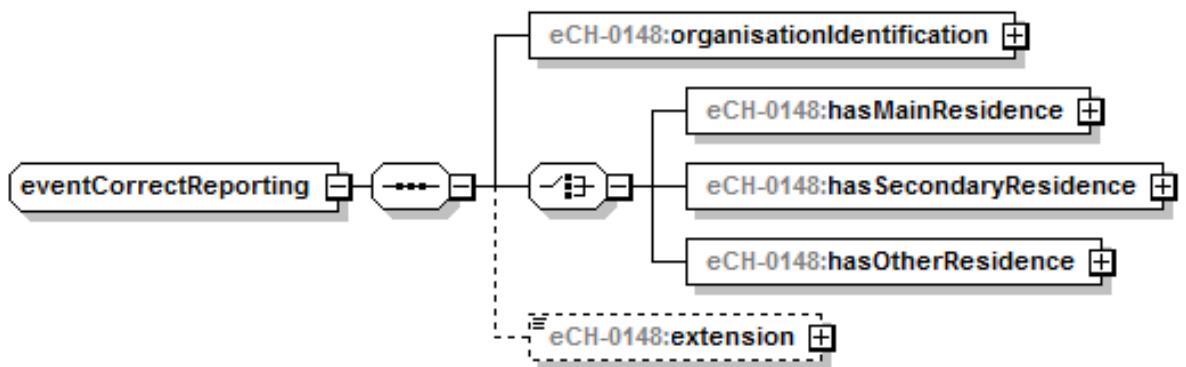 eCH-0148:organisationIdentification
eCH-0148:hasMainResidence
eventCorrectReporting
eCH-0148:hasSecondaryResidence
eCH-0148:hasOtherResidence
eCH-0148:extension